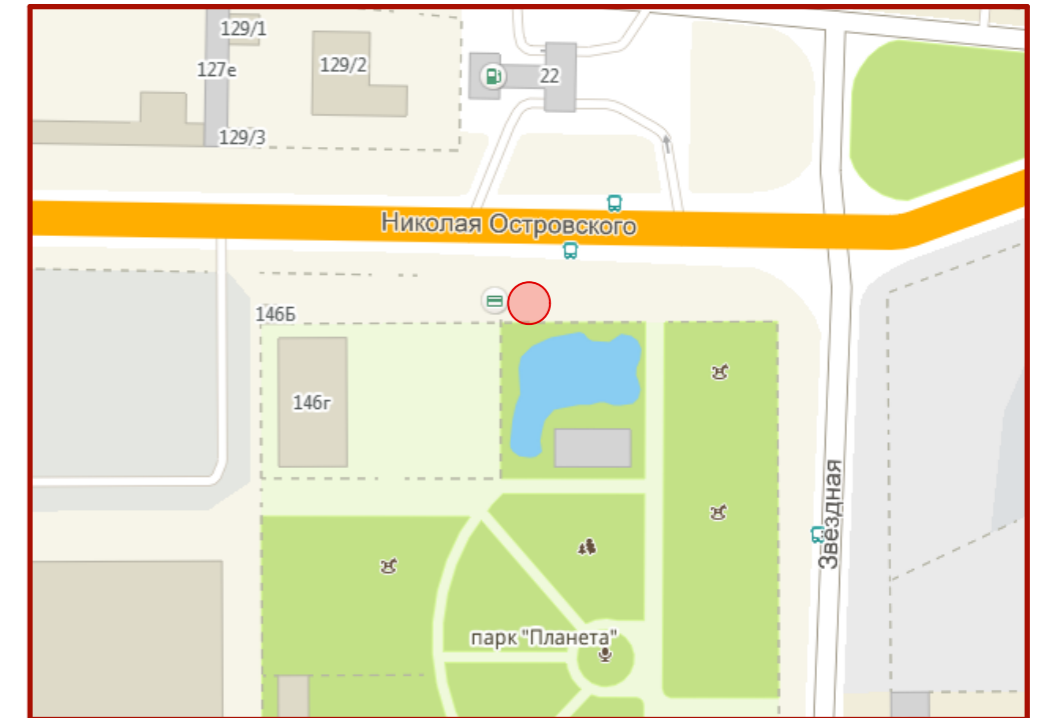 129/1
127е
129/2
22
129/3
Николая Островского
146Б
146г
Звёздная
парк "Планета"